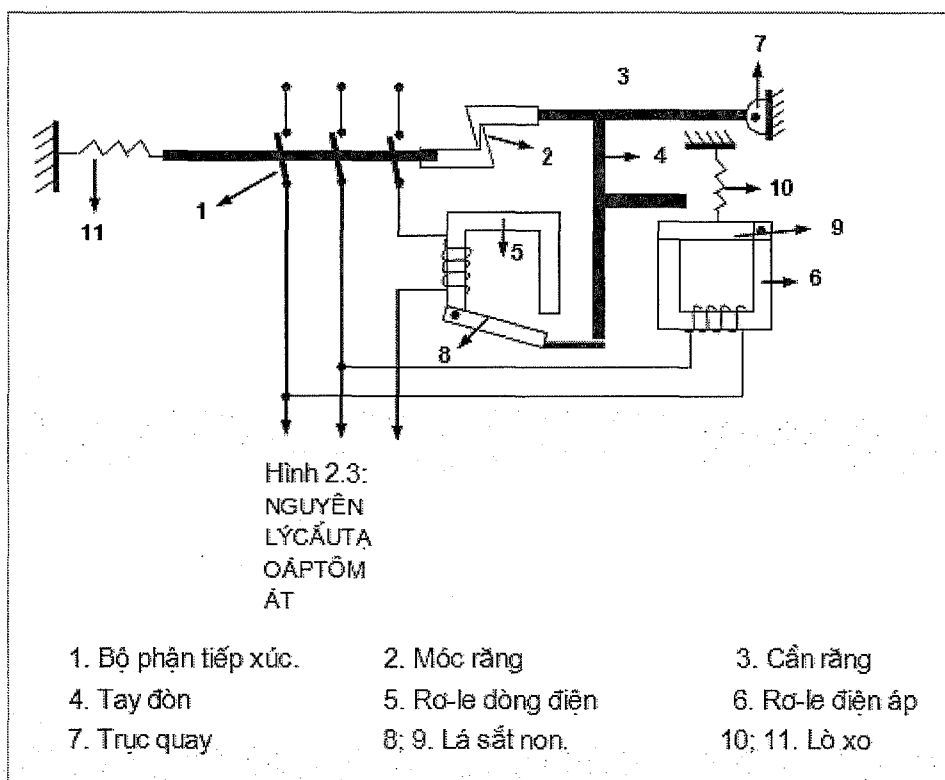 7
3
2
4
10
1
11
9
5
6
8
Hình 2.3:
NGUYÊN
LÝCẤUTẠ
OÁPTÔM
ÁT
1. Bộ phận tiếp xúc. 2. Móc răng 3. Cần răng
4. Tay đòn 5. Rơ-le dòng điện 6. Rơ-le điện áp
7. Trục quay 8; 9. Lá sắt non. 10; 11. Lò xo